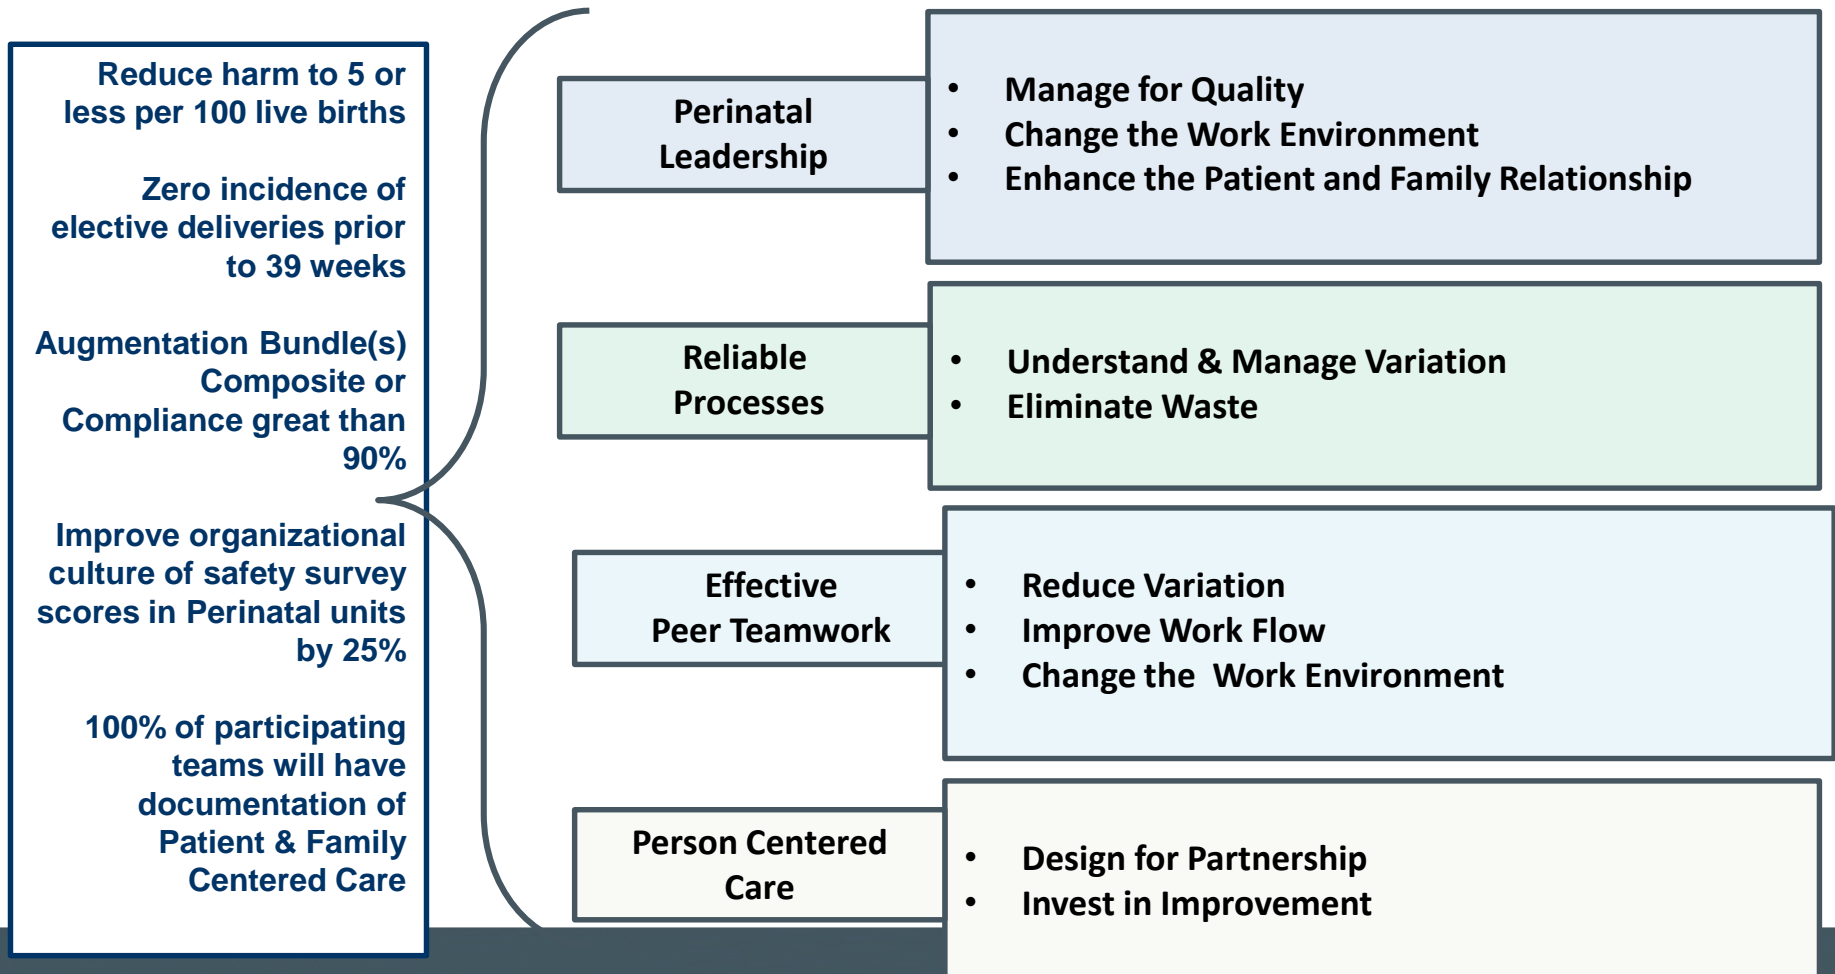 Reduce harm to 5 or
less per 100 live births
Zero incidence of
elective deliveries prior
to 39 weeks
Augmentation Bundle(s)
Composite or
Compliance great than
90%
Improve organizational
culture of safety survey
scores in Perinatal units
by 25%
100% of participating
teams will have
documentation of
Patient & Family
Centered Care
Perinatal
Leadership
• Manage for Quality
• Change the Work Environment
• Enhance the Patient and Family Relationship
Reliable
Processes
• Understand & Manage Variation
• Eliminate Waste
Effective
Peer Teamwork
• Reduce Variation
• Improve Work Flow
• Change the  Work Environment
Person Centered
Care
• Design for Partnership
• Invest in Improvement